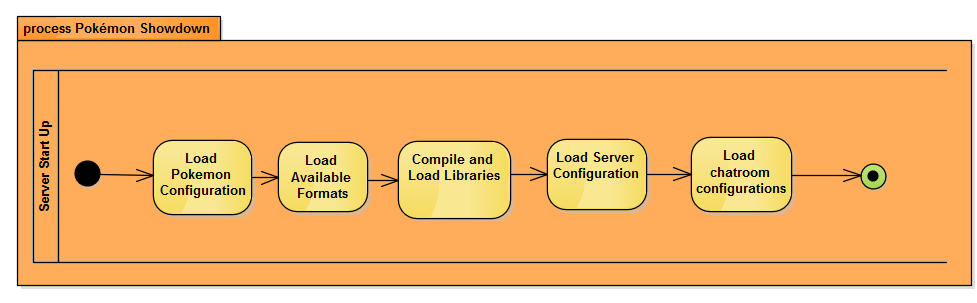 process Pokémon Showdown
Server Start Up
Load
Pokemon
Configuration
Load
Available
Formats
Compile and
Load Libraries
Load Server
Configuration
Load
chatroom
configurations